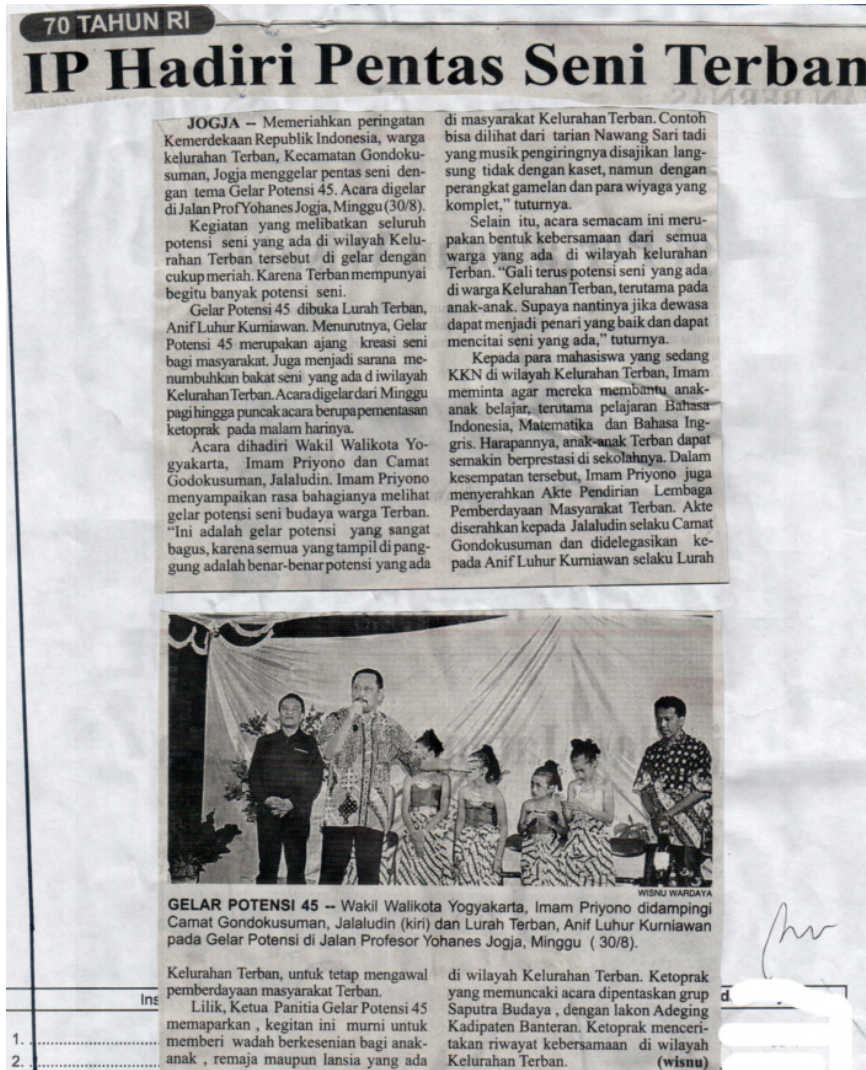 70 TAHUN RI
IP Hadiri Pentas Seni Terban
JOGJA -- Memeriahkan peringatan
Kemerdekaan Republik Indonesia, warga
kelurahan Terban, Kecamatan Gondoku-
suman, Jogja menggelar pentas seni den-
gan tema Gelar Potensi 45. Acara digelar
di Jalan Prof Yohanes Jogja, Minggu (30/8).
Kegiatan yang melibatkan seluruh
potensi seni yang ada di wilayah Kelu-
rahan Terban tersebut di gelar dengan
cukup meriah. Karena Terban mempunyai
begitu banyak potensi seni.
Gelar Potensi 45 dibuka Lurah Terban,
Anif Luhur Kurniawan. Menurutnya, Gelar
Potensi 45 merupakan ajang kreasi seni
bagi masyarakat. Juga menjadi sarana me-
numbuhkan bakat seni yang ada d iwilayah
Kelurahan Terban. Acara digelar dari Minggu
pagi hingga puncak acara berupa pementasan
ketoprak pada malam harinya.
Acara dihadiri Wakil Walikota Yo-
gyakarta, Imam Priyono dan Camat
Godokusuman, Jalaludin. Imam Priyono
menyampaikan rasa bahagianya melihat
gelar potensi seni budaya warga Terban.
"Ini adalah gelar potensi yang sangat
bagus, karena semua yang tampil di pang-
gung adalah benar-benar potensi yang ada
di masyarakat Kelurahan Terban. Contoh
bisa dilihat dari tarian Nawang Sari tadi
yang musik pengiringnya disajikan lang-
sung tidak dengan kaset, namun dengan
perangkat gamelan dan para wiyaga yang
komplet," tuturnya.
Selain itu, acara semacam ini meru-
pakan bentuk kebersamaan dari semua
warga yang ada di wilayah kelurahan
Terban. "Gali terus potensi seni yang ada
di warga Kelurahan Terban, terutama pada
anak-anak. Supaya nantinya jika dewasa
dapat menjadi penari yang baik dan dapat
mencitai seni yang ada," tuturnya.
Kepada para mahasiswa yang sedang
KKN di wilayah Kelurahan Terban, Imam
meminta agar mereka membantu anak-
anak belajar, terutama pelajaran Bahasa
Indonesia, Matematika dan Bahasa Ing-
gris. Harapannya, anak-anak Terban dapat
semakin berprestasi di sekolahnya. Dalam
kesempatan tersebut, Imam Priyono juga
menyerahkan Akte Pendirian Lembaga
Pemberdayaan Masyarakat Terban. Akte
diserahkan kepada Jalaludin selaku Camat
Gondokusuman dan didelegasikan ke-
pada Anif Luhur Kurniawan selaku Lurah
WISNU WARDAYA
GELAR POTENSI 45 -- Wakil Walikota Yogyakarta, Imam Priyono didampingi
Camat Gondokusuman, Jalaludin (kiri) dan Lurah Terban, Anif Luhur Kurniawan
pada Gelar Potensi di Jalan Profesor Yohanes Jogja, Minggu ( 30/8).
Kelurahan Terban, untuk tetap mengawal
pemberdayaan masyarakat Terban.
Lilik, Ketua Panitia Gelar Potensi 45
memaparkan , kegitan ini murni untuk
memberi wadah berkesenian bagi anak-
anak , remaja maupun lansia yang ada
di wilayah Kelurahan Terban. Ketoprak
yang memuncaki acara dipentaskan grup
Saputra Budaya , dengan lakon Adeging
Kadipaten Banteran. Ketoprak menceri-
takan riwayat kebersamaan di wilayah
Kelurahan Terban. (wisnu)
Ins
1.
2.